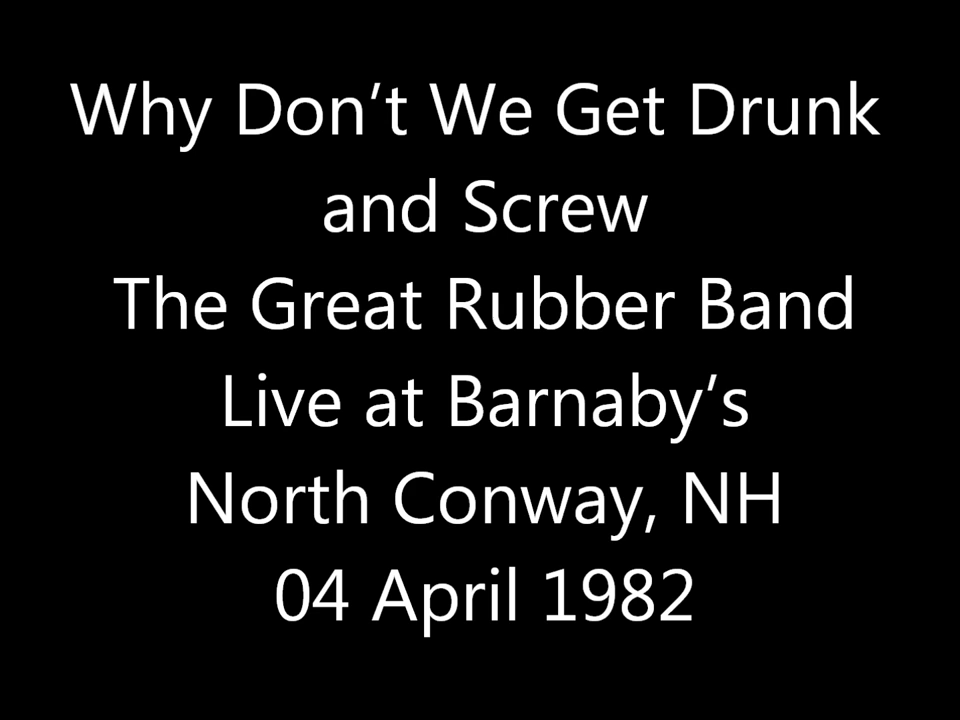 Why Don’t We Get Drunk
and Screw
The Great Rubber Band
Live at Barnaby’s
North Conway, NH
04 April 1982